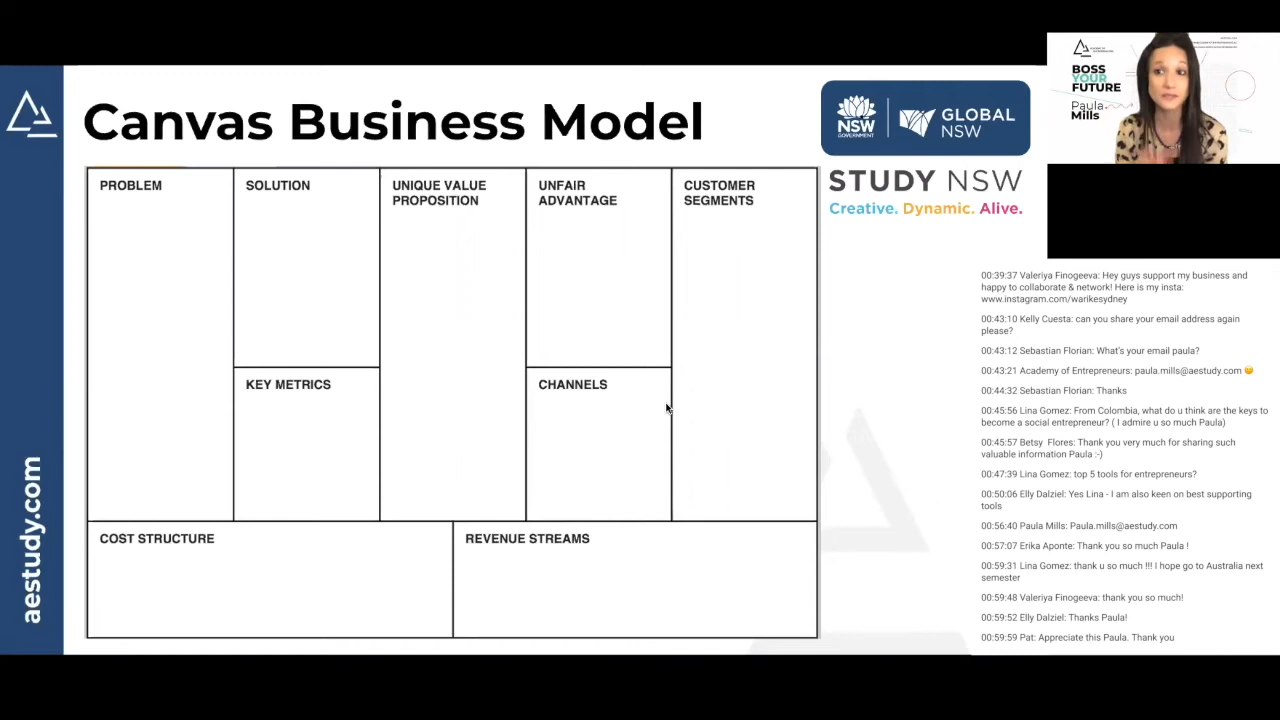 Canvas Business Model
PROBLEM
SOLUTION
UNIQUE VALUE
PROPOSITION
UNFAIR
ADVANTAGE
CUSTOMER
SEGMENTS
KEY METRICS
CHANNELS
COST STRUCTURE
REVENUE STREAMS
aestudy.com
NSW
GOVERNMENT
GLOBAL
NSW
STUDY NSW
Creative. Dynamic. Alive.
BOSS
YOUR
FUTURE
Paula
Mills
00:39:37 Valeriya Finogeeva: Hey guys support my business and
happy to collaborate & network! Here is my insta:
www.instagram.com/warikesydney
00:43:10 Kelly Cuesta: can you share your email address again
please?
00:43:12 Sebastian Florian: What's your email paula?
00:43:21 Academy of Entrepreneurs: paula.mills@aestudy.com 😊
00:44:32 Sebastian Florian: Thanks
00:45:56 Lina Gomez: From Colombia, what do u think are the keys to
become a social entrepreneur? ( I admire u so much Paula)
00:45:57 Betsy Flores: Thank you very much for sharing such
valuable information Paula :-)
00:47:39 Lina Gomez: top 5 tools for entrepreneurs?
00:50:06 Elly Dalziel: Yes Lina - I am also keen on best supporting
tools
00:56:40 Paula Mills: Paula.mills@aestudy.com
00:57:07 Erika Aponte: Thank you so much Paula !
00:59:31 Lina Gomez: thank u so much !!! I hope go to Australia next
semester
00:59:48 Valeriya Finogeeva: thank you so much!
00:59:52 Elly Dalziel: Thanks Paula!
00:59:59 Pat: Appreciate this Paula. Thank you